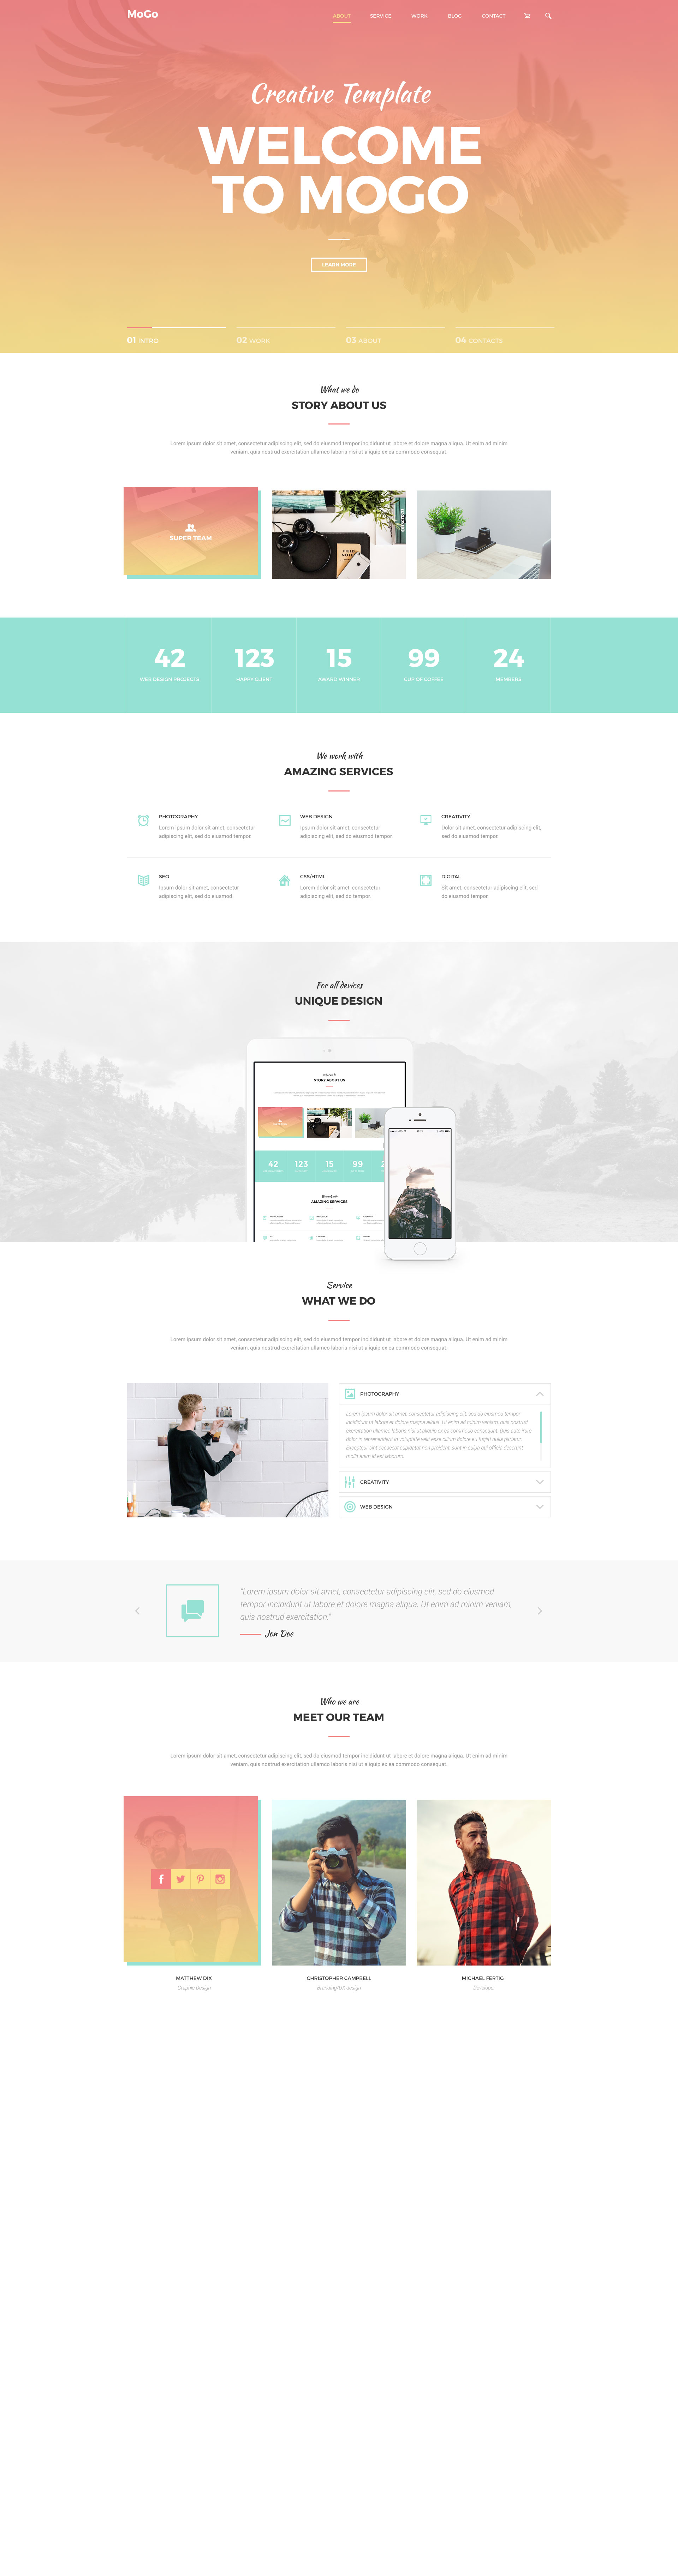 MoGo
ABOUT SERVICE WORK BLOG CONTACT
Creative Template
WELCOME
TO MOGO
LEARN MORE
01 INTRO
02 WORK
03 ABOUT
04 CONTACTS
What we do
STORY ABOUT US
Lorem ipsum dolor sit amet, consectetur adipiscing elit, sed do eiusmod tempor incididunt ut labore et dolore magna aliqua. Ut enim ad minim
veniam, quis nostrud exercitation ullamco laboris nisi ut aliquip ex ea commodo consequat.
SUPER TEAM
FIELD
NOTES
42
WEB DESIGN PROJECTS
123
HAPPY CLIENT
15
AWARD WINNER
99
CUP OF COFFEE
24
MEMBERS
We work with
AMAZING SERVICES
PHOTOGRAPHY
Lorem ipsum dolor sit amet, consectetur
adipiscing elit, sed do eiusmod tempor.
WEB DESIGN
Ipsum dolor sit amet, consectetur
adipiscing elit, sed do eiusmod tempor.
CREATIVITY
Dolor sit amet, consectetur adipiscing elit,
sed do eiusmod tempor.
SEO
Ipsum dolor sit amet, consectetur
adipiscing elit, sed do eiusmod.
CSS/HTML
Lorem ipsum dolor sit amet, consectetur
adipiscing elit, sed do tempor.
DIGITAL
Sit amet, consectetur adipiscing elit, sed
do eiusmod tempor.
For all devices
UNIQUE DESIGN
What we do
STORY ABOUT US
42 123 15 99
We work with
AMAZING SERVICES
Service
WHAT WE DO
Lorem ipsum dolor sit amet, consectetur adipiscing elit, sed do eiusmod tempor incididunt ut labore et dolore magna aliqua. Ut enim ad minim
veniam, quis nostrud exercitation ullamco laboris nisi ut aliquip ex ea commodo consequat.
PHOTOGRAPHY
Lorem ipsum dolor sit amet, consectetur adipiscing elit, sed do eiusmod tempor
incididunt ut labore et dolore magna aliqua. Ut enim ad minim veniam, quis nostrud
exercitation ullamco laboris nisi ut aliquip ex ea commodo consequat. Duis aute irure
dolor in reprehenderit in voluptate velit esse cillum dolore eu fugiat nulla pariatur.
Excepteur sint occaecat cupidatat non proident, sunt in culpa qui officia deserunt
mollit anim id est laborum.
CREATIVITY
WEB DESIGN
“Lorem ipsum dolor sit amet, consectetur adipiscing elit, sed do eiusmod
tempor incididunt ut labore et dolore magna aliqua. Ut enim ad minim veniam,
quis nostrud exercitation.”
Jon Doe
Who we are
MEET OUR TEAM
Lorem ipsum dolor sit amet, consectetur adipiscing elit, sed do eiusmod tempor incididunt ut labore et dolore magna aliqua. Ut enim ad minim
veniam, quis nostrud exercitation ullamco laboris nisi ut aliquip ex ea commodo consequat.
MATTHEW DIX
Graphic Design
CHRISTOPHER CAMPBELL
Branding/UX design
MICHAEL FERTIG
Developer